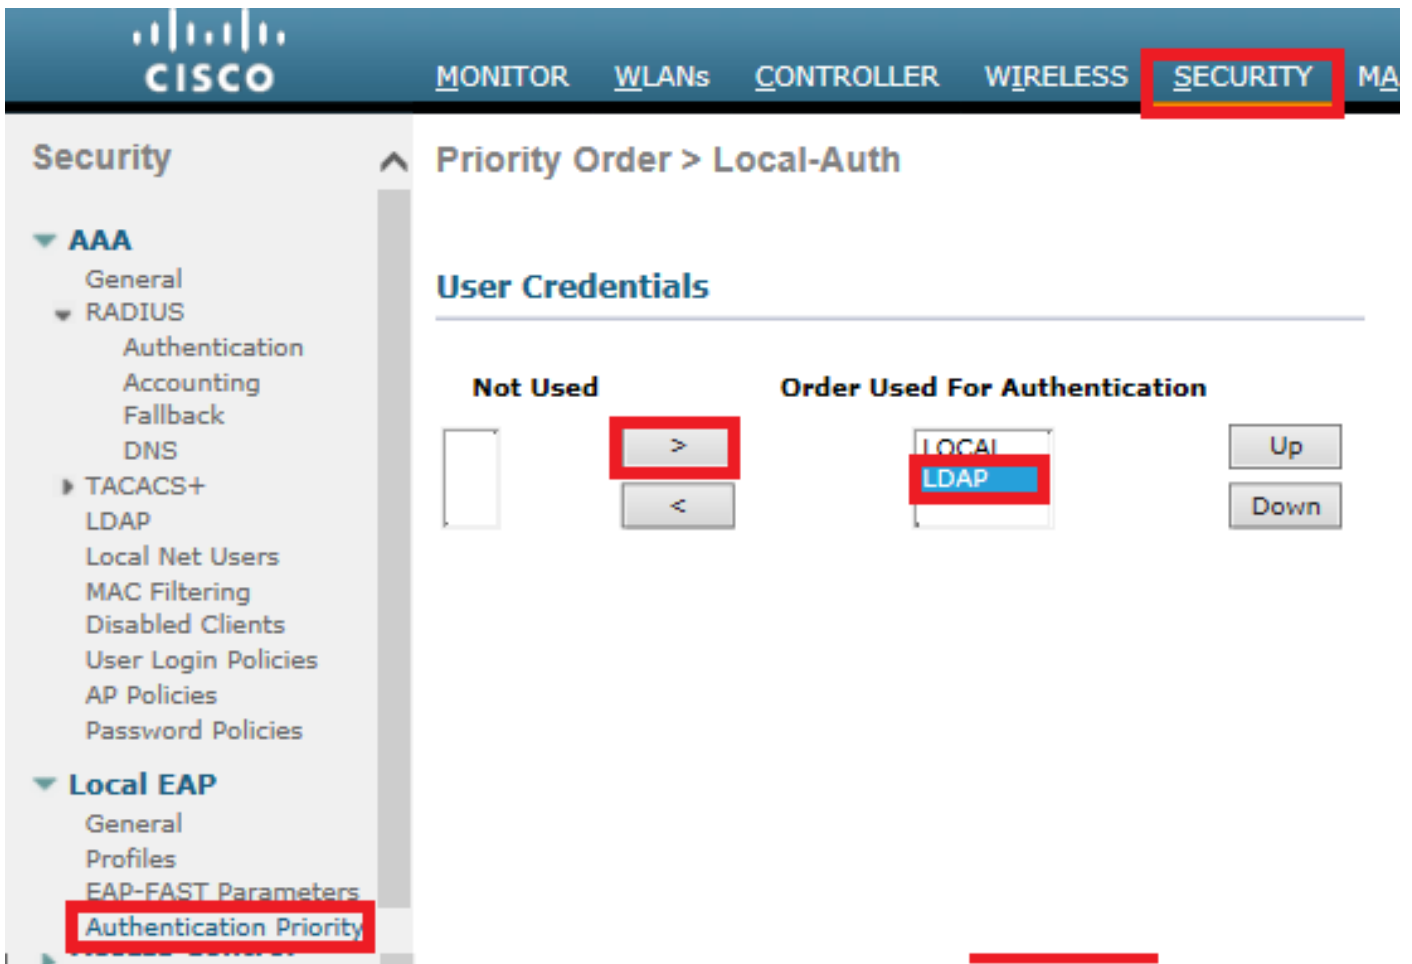 CISCO
MONITOR WLANs CONTROLLER WIRELESS SECURITY MA
Security
AAA
General
RADIUS
Authentication
Accounting
Fallback
DNS
TACACS+
LDAP
Local Net Users
MAC Filtering
Disabled Clients
User Login Policies
AP Policies
Password Policies
Local EAP
General
Profiles
EAP-FAST Parameters
Authentication Priority
Priority Order > Local-Auth
User Credentials
Not Used Order Used For Authentication
> LOCAL Up
LDAP
< Down